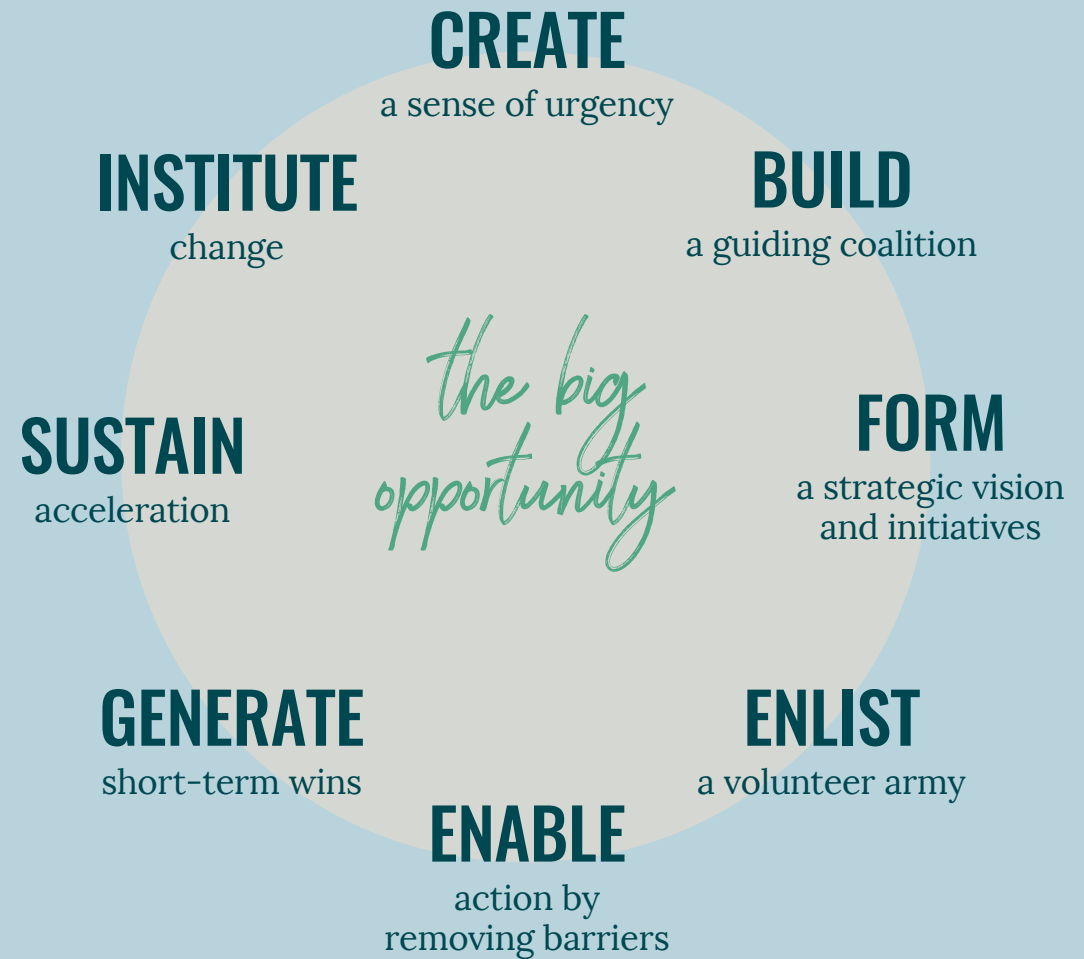 CREATE
a sense of urgency
BUILD
a guiding coalition
FORM
a strategic vision
and initiatives
ENLIST
a volunteer army
ENABLE
action by
removing barriers
GENERATE
short-term wins
SUSTAIN
acceleration
INSTITUTE
change
the big
opportunity